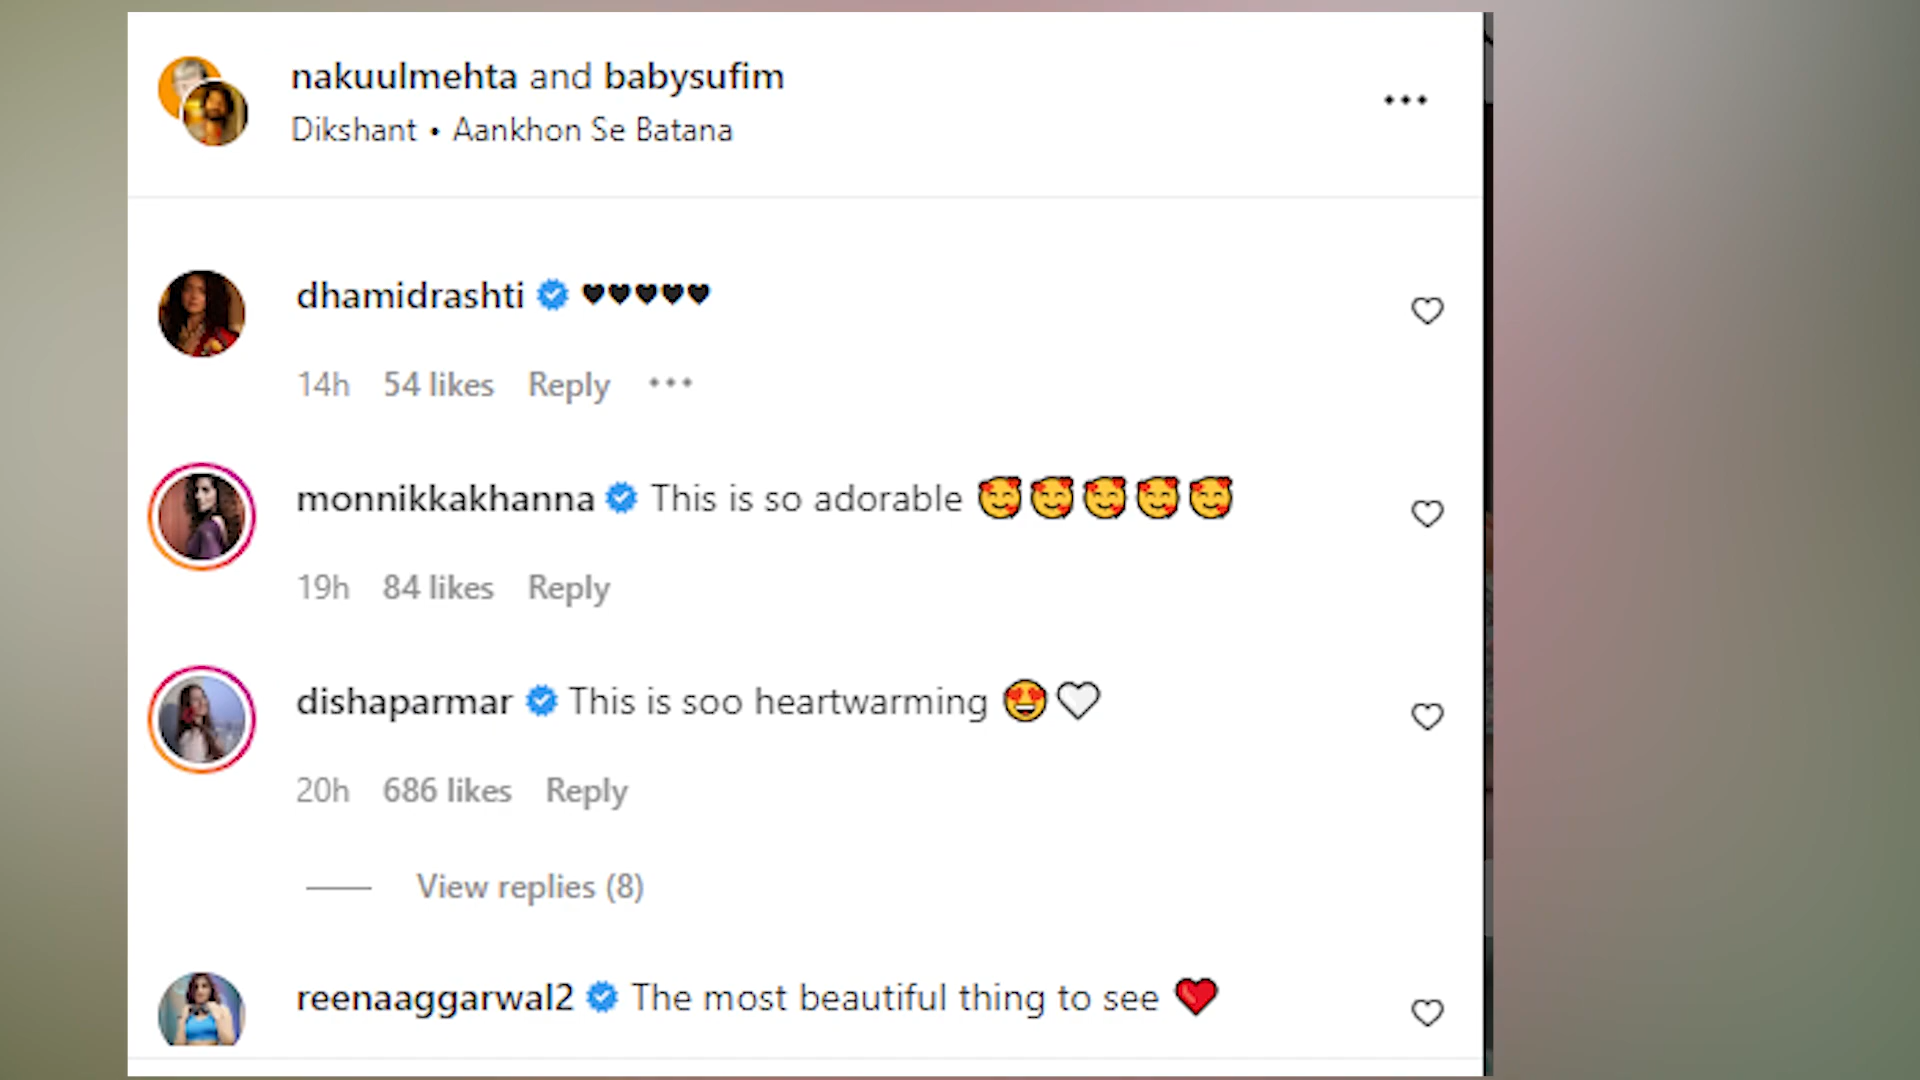 nakuulmehta and babysufim
Dikshant • Aankhon Se Batana
dhamidrashti 🖤🖤🖤🖤🖤
14h 54 likes Reply •••
monnikkakhanna This is so adorable 🥰🥰🥰🥰🥰
19h 84 likes Reply
dishaparmar This is soo heartwarming 😍🤍
20h 686 likes Reply
View replies (8)
reenaaggarwal2 The most beautiful thing to see ❤️